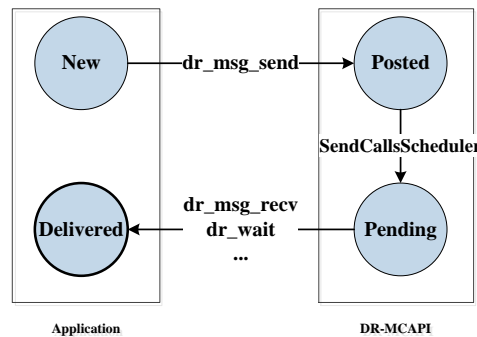 New
dr_msg_send
Posted
SendCallsScheduler
Delivered
dr_msg_recv
dr_wait
...
Pending
Application
DR-MCAPI